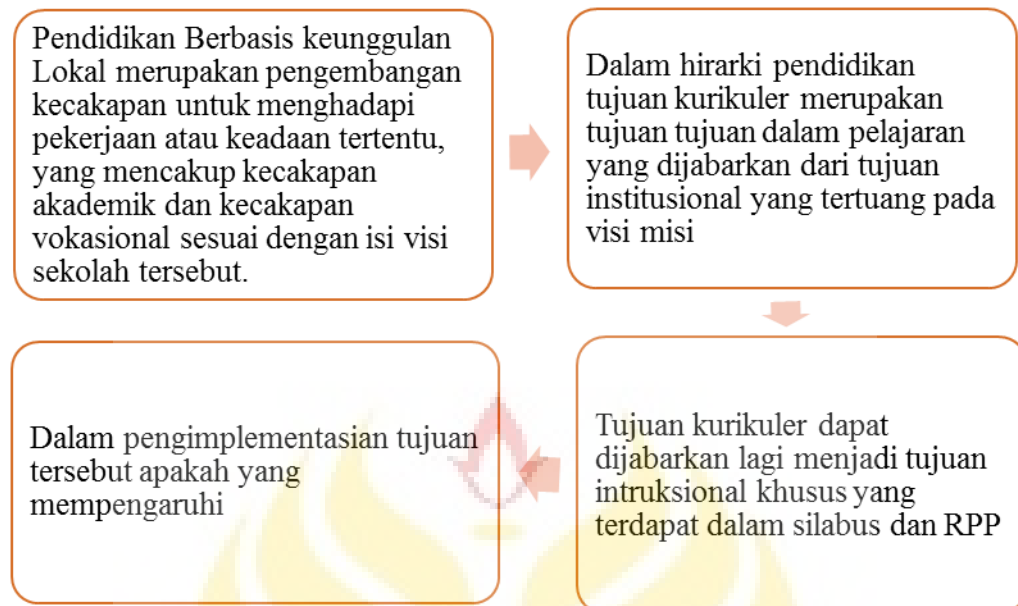 Pendidikan Berbasis keunggulan
Lokal merupakan pengembangan
kecakapan untuk menghadapi
pekerjaan atau keadaan tertentu,
yang mencakup kecakapan
akademik dan kecakapan
vokasional sesuai dengan isi visi
sekolah tersebut.
Dalam hirarki pendidikan
tujuan kurikuler merupakan
tujuan tujuan dalam pelajaran
yang dijabarkan dari tujuan
institusional yang tertuang pada
visi misi
Tujuan kurikuler dapat
dijabarkan lagi menjadi tujuan
intruksional khusus yang
terdapat dalam silabus dan RPP
Dalam pengimplementasian tujuan
tersebut apakah yang
mempengaruhi